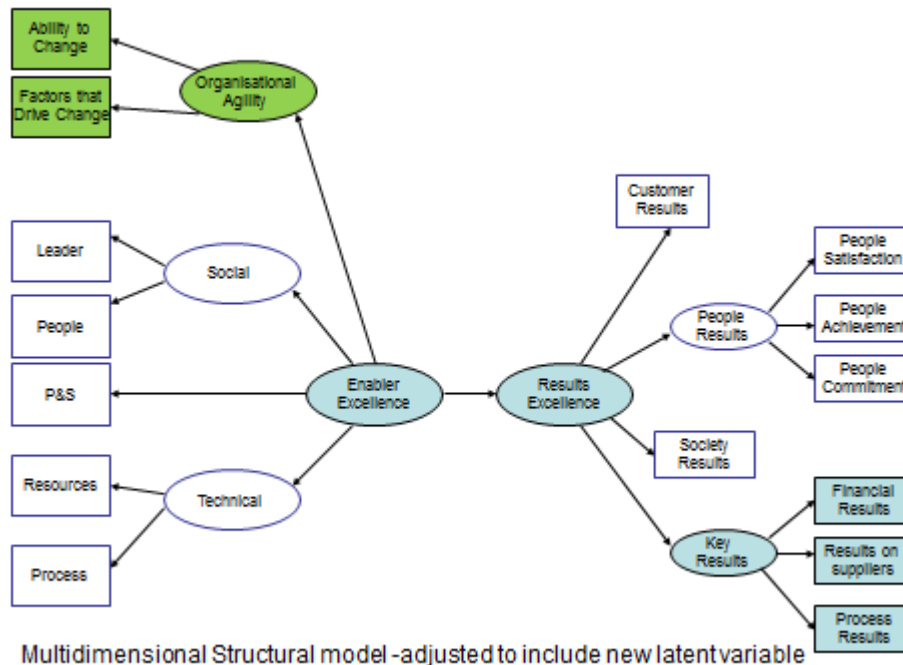 Ability to
Change
Organisational
Agility
Factors that
Drive Change
Customer
Results
Leader
Social
People
Satisfaction
People
People
Results
People
Achievement
P&S
Enabler
Excellence
Results
Excellence
People
Commitment
Society
Results
Resources
Technical
Financial
Results
Key
Results
Results on
suppliers
Process
Process
Results
Multidimensional Structural model -adjusted to include new latent variable